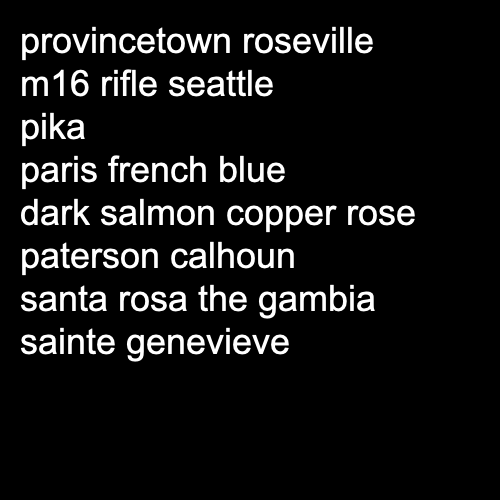 provincetown roseville
m16 rifle seattle
pika
paris french blue
dark salmon copper rose
paterson calhoun
santa rosa the gambia
sainte genevieve